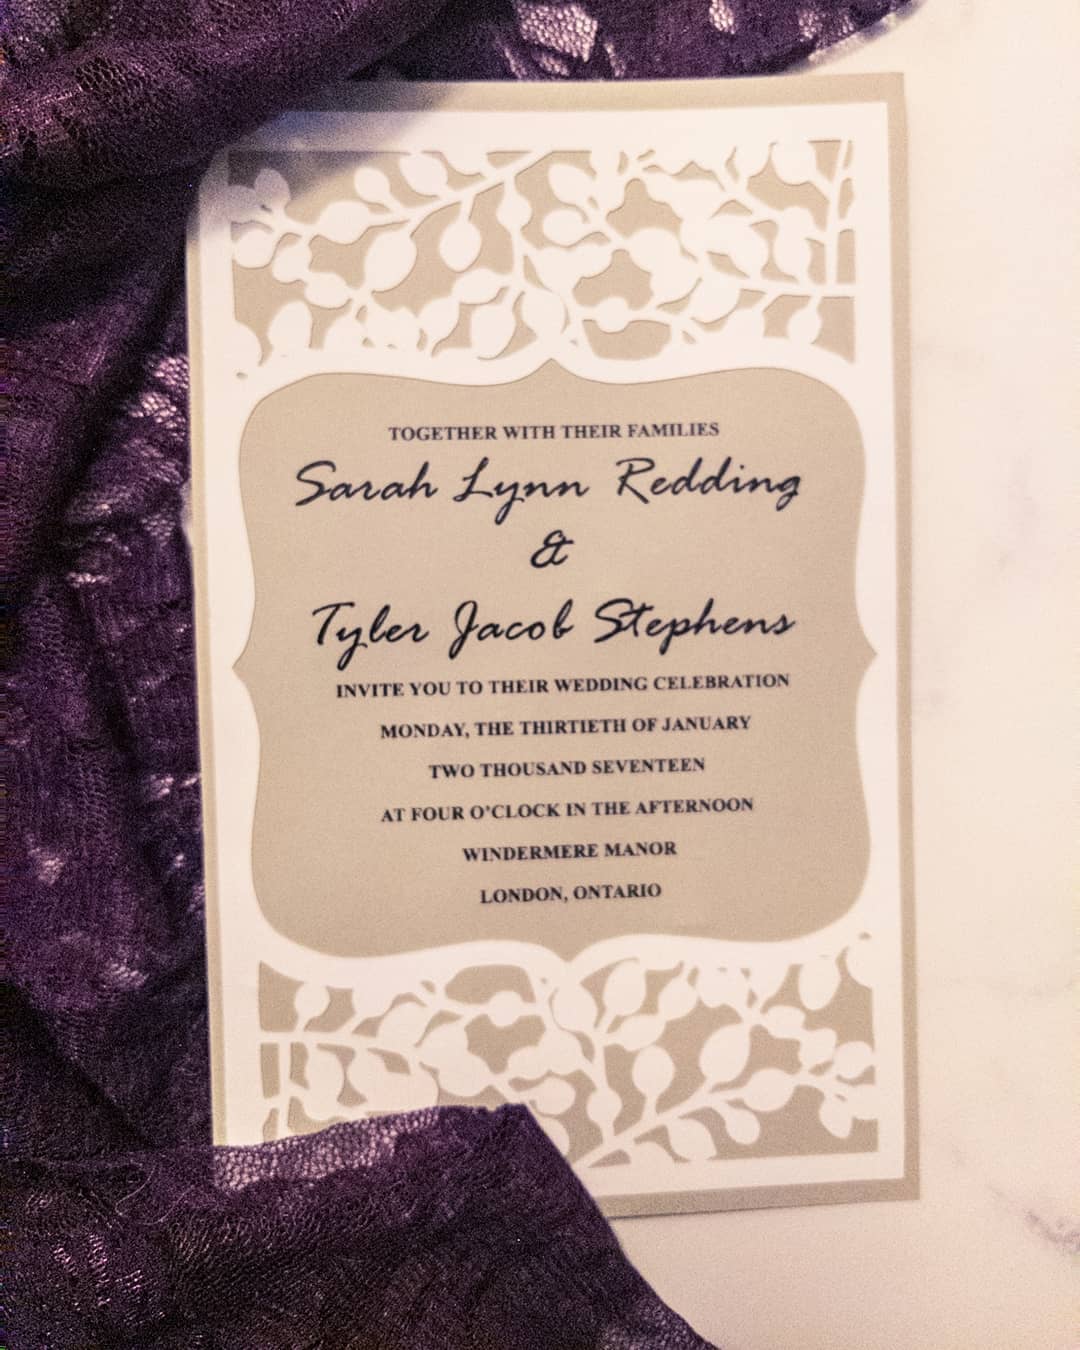 TOGETHER WITH THEIR FAMILIES
Sarah Lynn Redding
&
Tyler Jacob Stephens
INVITE YOU TO THEIR WEDDING CELEBRATION
MONDAY, THE THIRTIETH OF JANUARY
TWO THOUSAND SEVENTEEN
AT FOUR O'CLOCK IN THE AFTERNOON
WINDERMERE MANOR
LONDON, ONTARIO